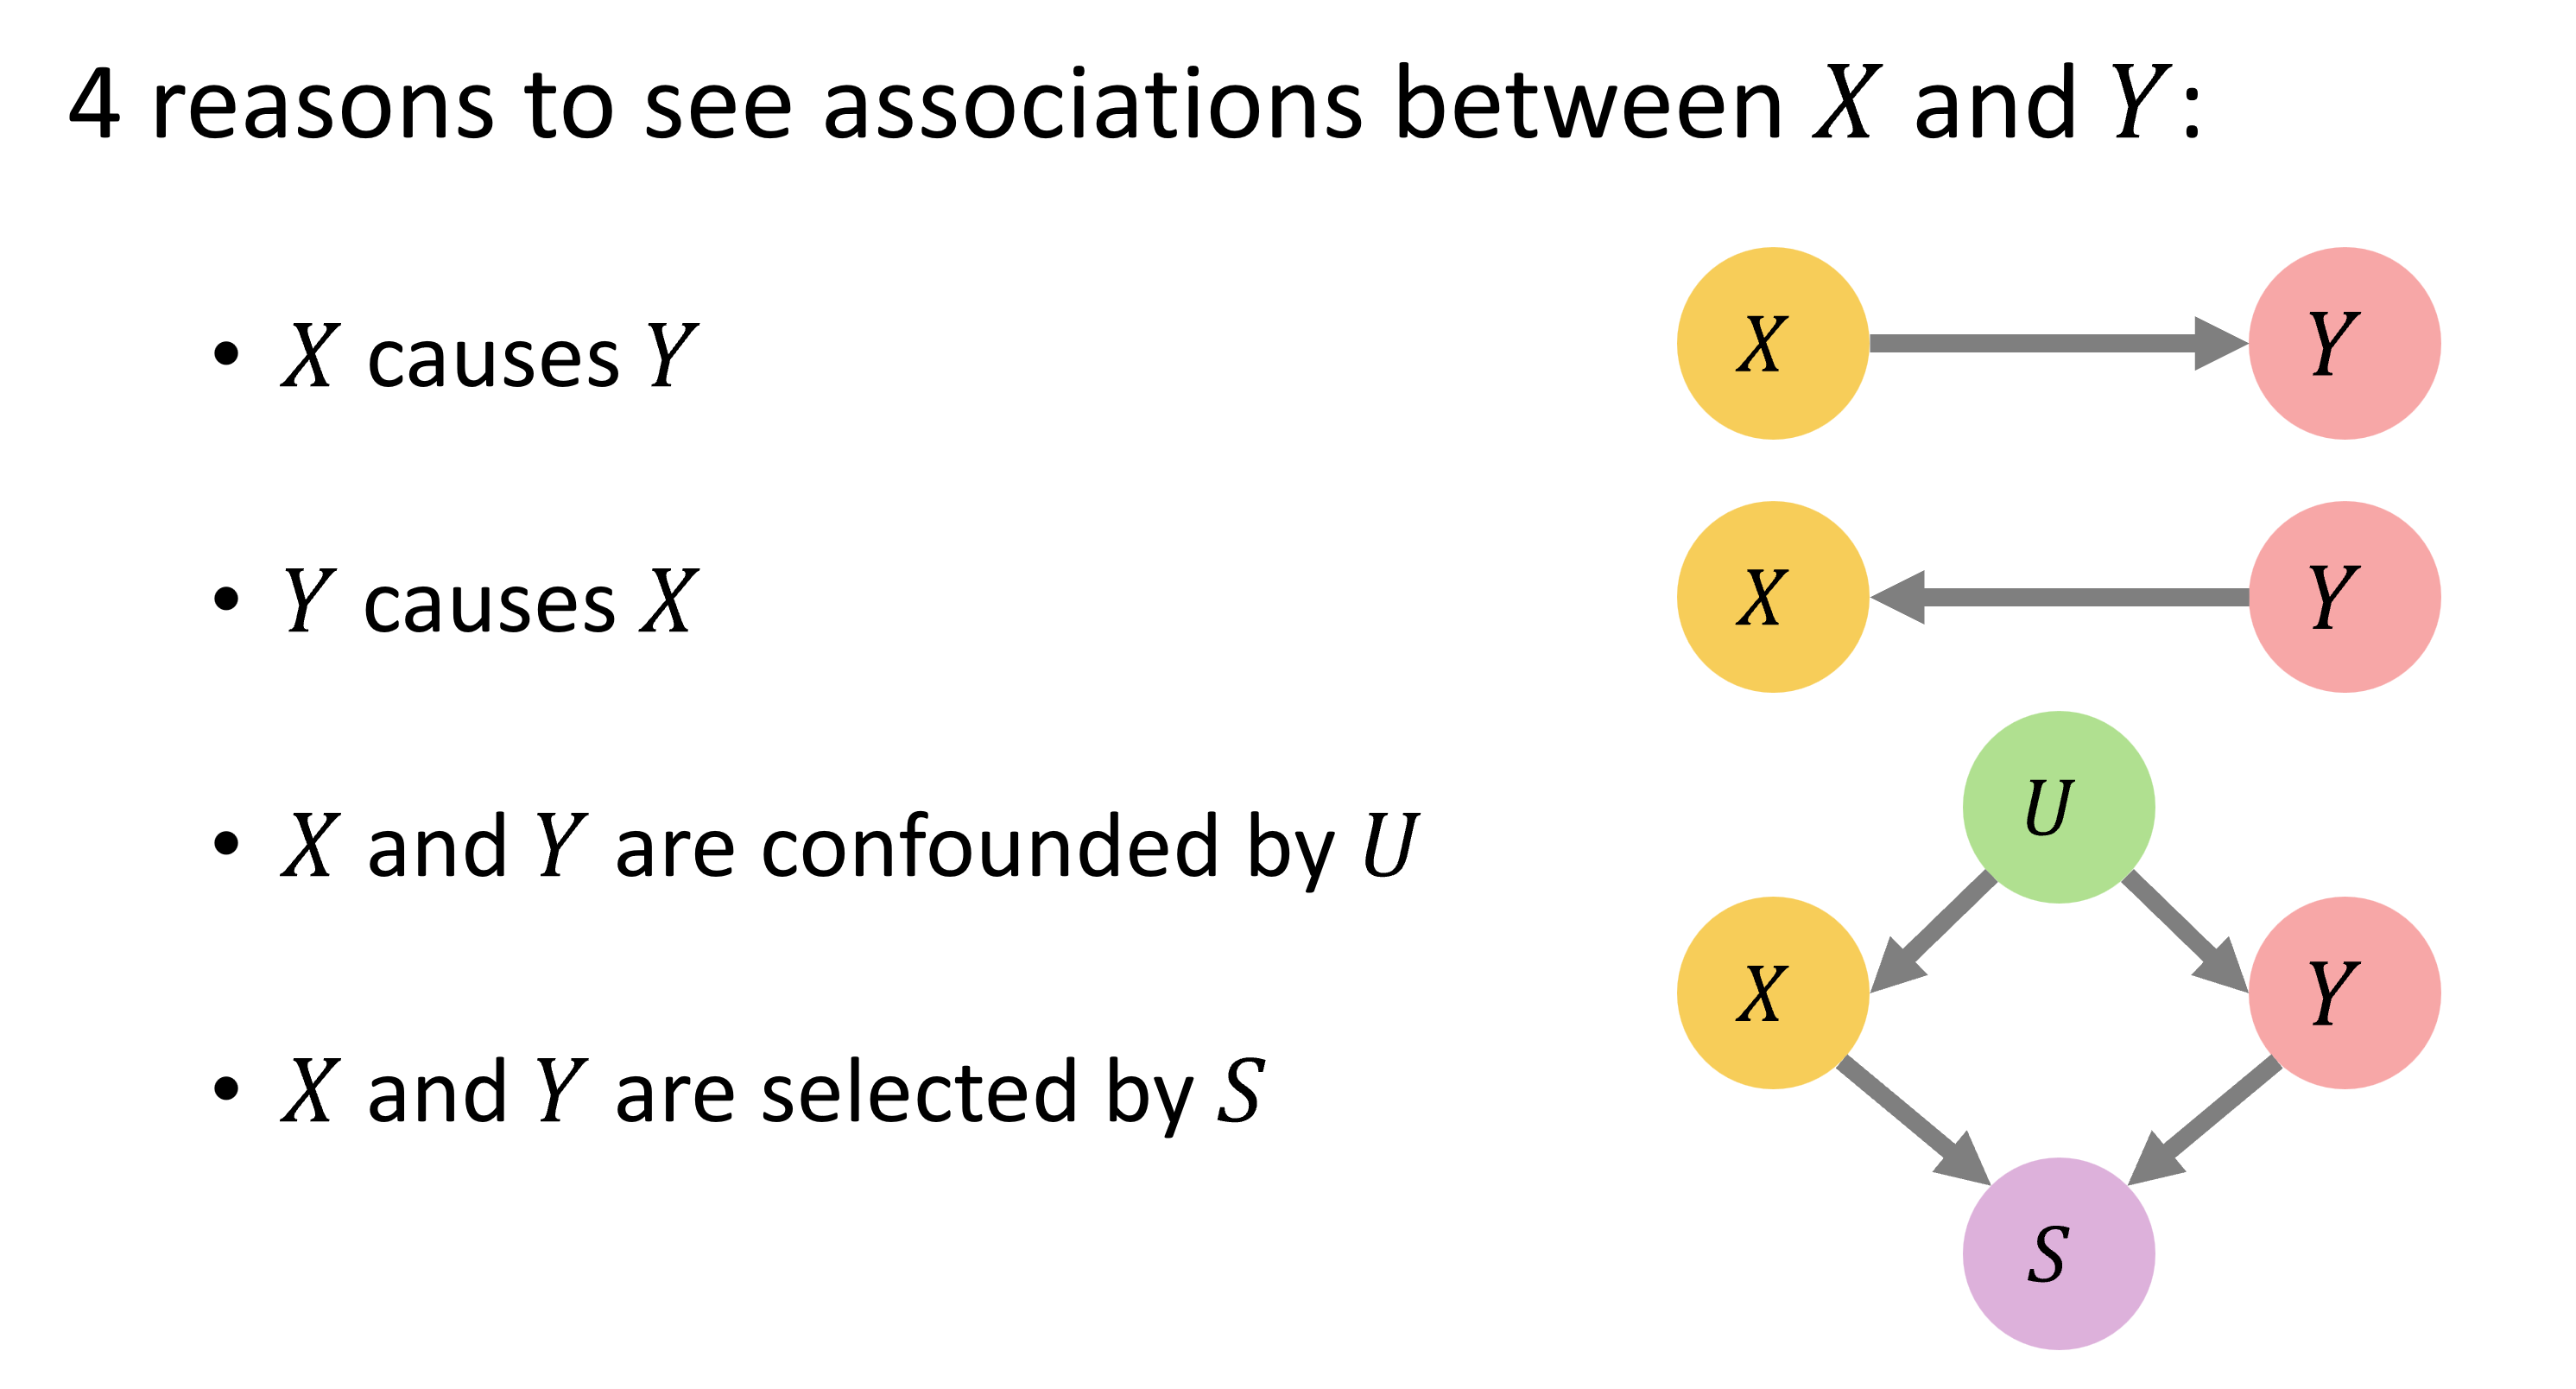 4 reasons to see associations between X and Y:
• X causes Y
X Y
• Y causes X
X Y
U
• X and Y are confounded by U
X Y
• X and Y are selected by S
S